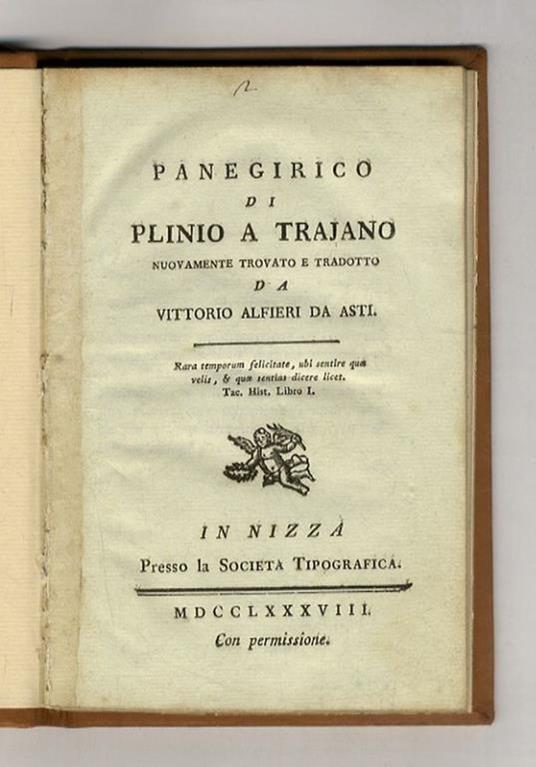 PANEGIRICO
DI
PLINIO A TRAJANO
NUOVAMENTE TROVATO E TRADOTTO
DA
VITTORIO ALFIERI DA ASTI.
Rara temporum felicitate, ubi sentire quæ
velis, & quæ sentias dicere licet.
Tac. Hist. Libro I.
IN NIZZA
Presso la SOCIETÀ TIPOGRAFICA.
MDCCLXXXVIII.
Con permissione.